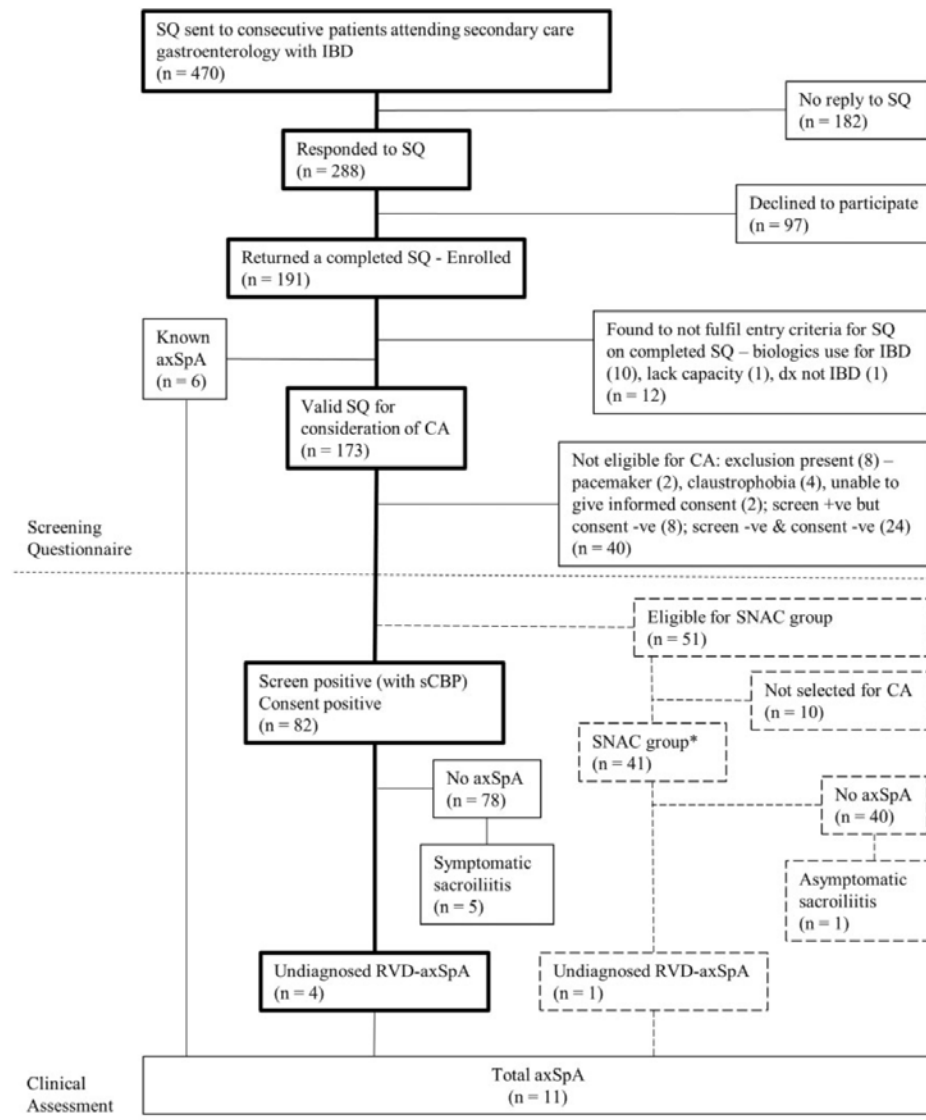 SQ sent to consecutive patients attending secondary care
gastroenterology with IBD
(n = 470)
No reply to SQ
(n = 182)
Responded to SQ
(n = 288)
Declined to participate
(n = 97)
Returned a completed SQ - Enrolled
(n = 191)
Known
axSpA
(n = 6)
Found to not fulfil entry criteria for SQ
on completed SQ – biologics use for IBD
(10), lack capacity (1), dx not IBD (1)
(n = 12)
Valid SQ for
consideration of CA
(n = 173)
Not eligible for CA: exclusion present (8) –
pacemaker (2), claustrophobia (4), unable to
give informed consent (2); screen +ve but
consent -ve (8); screen -ve & consent -ve (24)
(n = 40)
Screening
Questionnaire
Eligible for SNAC group
(n = 51)
Screen positive (with sCBP)
Consent positive
(n = 82)
Not selected for CA
(n = 10)
SNAC group*
(n = 41)
No axSpA
(n = 78)
No axSpA
(n = 40)
Symptomatic
sacroiliitis
(n = 5)
Asymptomatic
sacroiliitis
(n = 1)
Undiagnosed RVD-axSpA
(n = 4)
Undiagnosed RVD-axSpA
(n = 1)
Clinical
Assessment
Total axSpA
(n = 11)